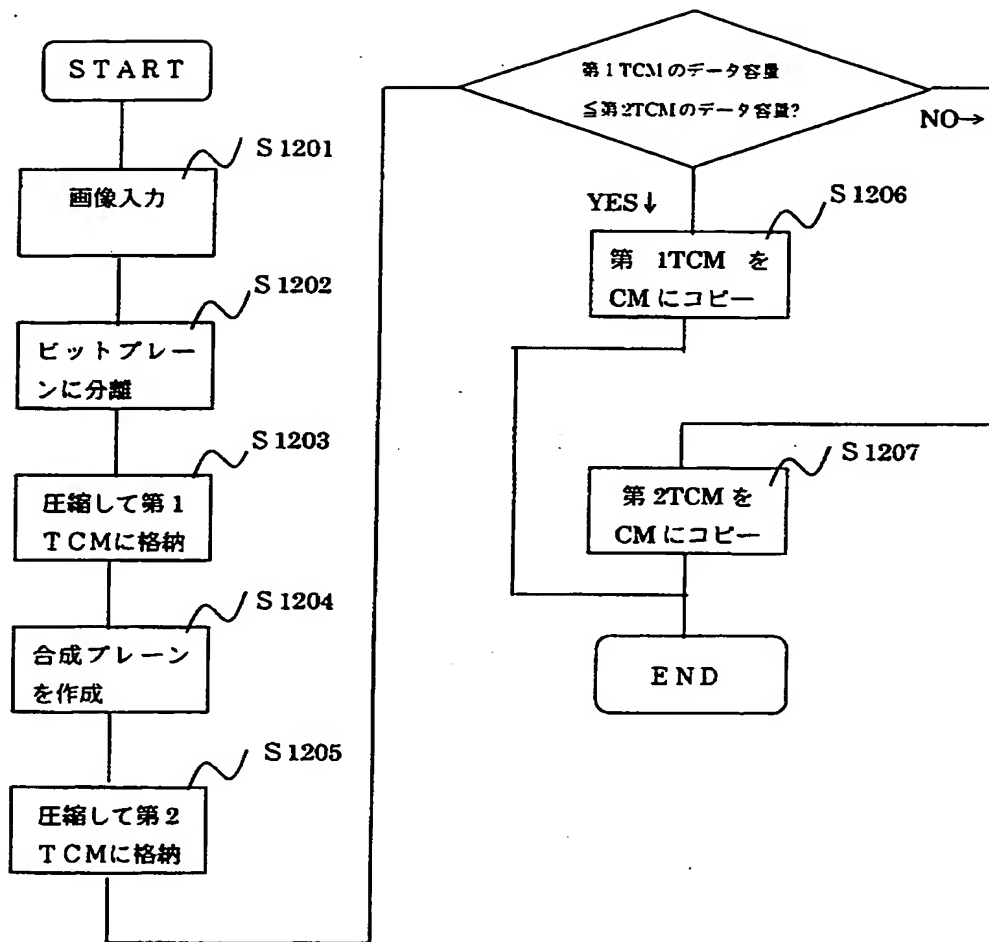 START
S1201
画像入力
S1202
ビットプレー
ンに分離
S1203
圧縮して第1
TCMに格納
S1204
合成プレーン
を作成
S1205
圧縮して第2
TCMに格納
第1TCMのデータ容量
≦第2TCMのデータ容量?
NO→
YES↓
S1206
第 1TCM を
CMにコピー
S1207
第2TCMを
CMにコピー
END